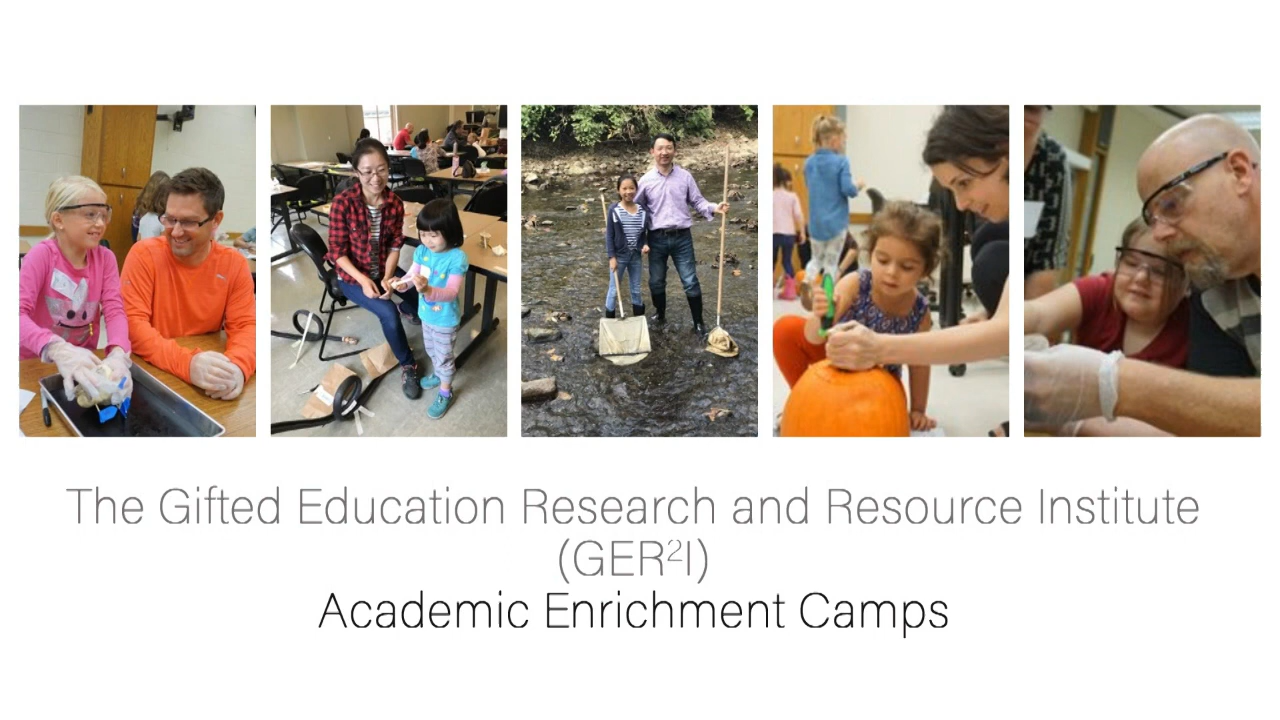 The Gifted Education Research and Resource Institute
(GER²I)
Academic Enrichment Camps